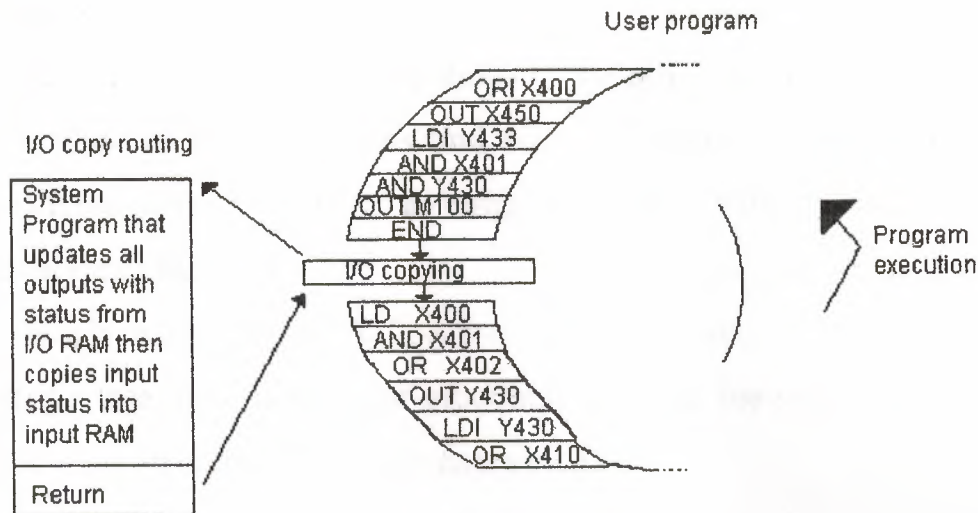 User program
ORI X400
OUT X450
LDI Y433
AND X401
AND Y430
OUT M100
END
I/O copy routing
System
Program that
updates all
outputs with
status from
I/O RAM then
copies input
status into
input RAM
Return
I/O copying
LD X400
AND X401
OR X402
OUT Y430
LDI Y430
OR X410
Program
execution